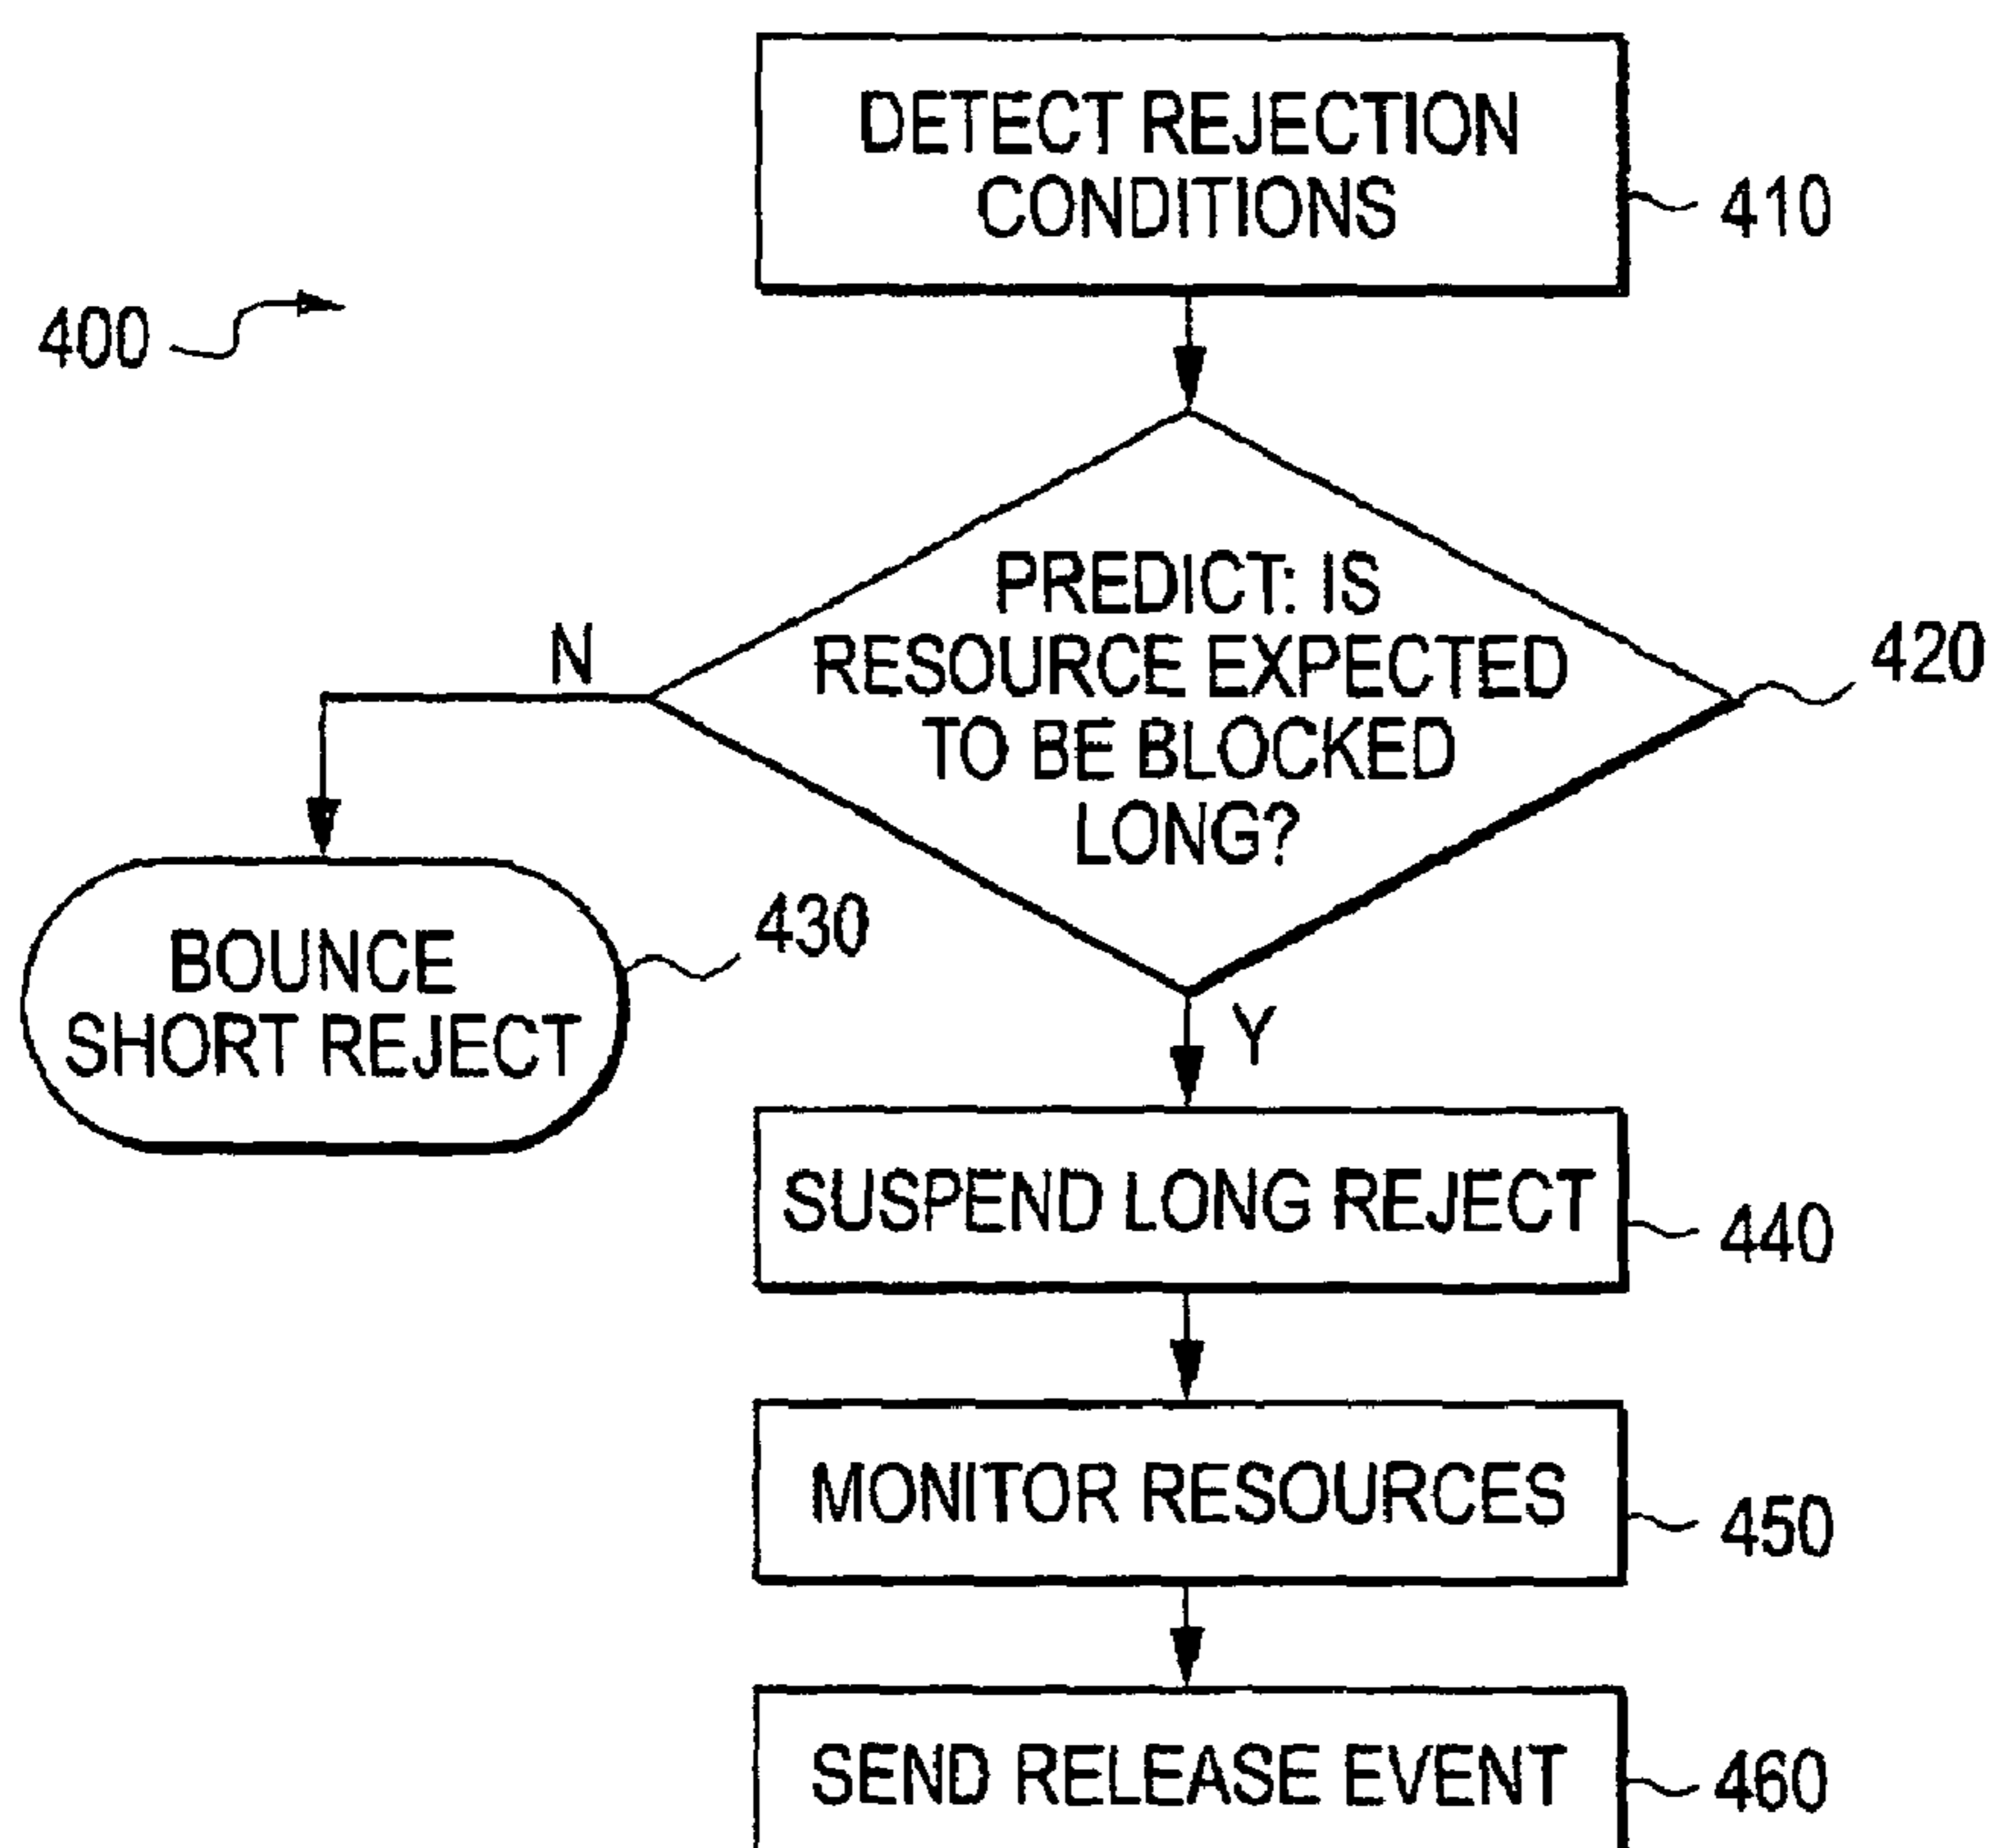 DETECT REJECTION
CONDITIONS
410
400
PREDICT: IS
RESOURCE EXPECTED
TO BE BLOCKED
LONG?
420
N
Y
BOUNCE
SHORT REJECT
430
SUSPEND LONG REJECT
440
MONITOR RESOURCES
450
SEND RELEASE EVENT
460